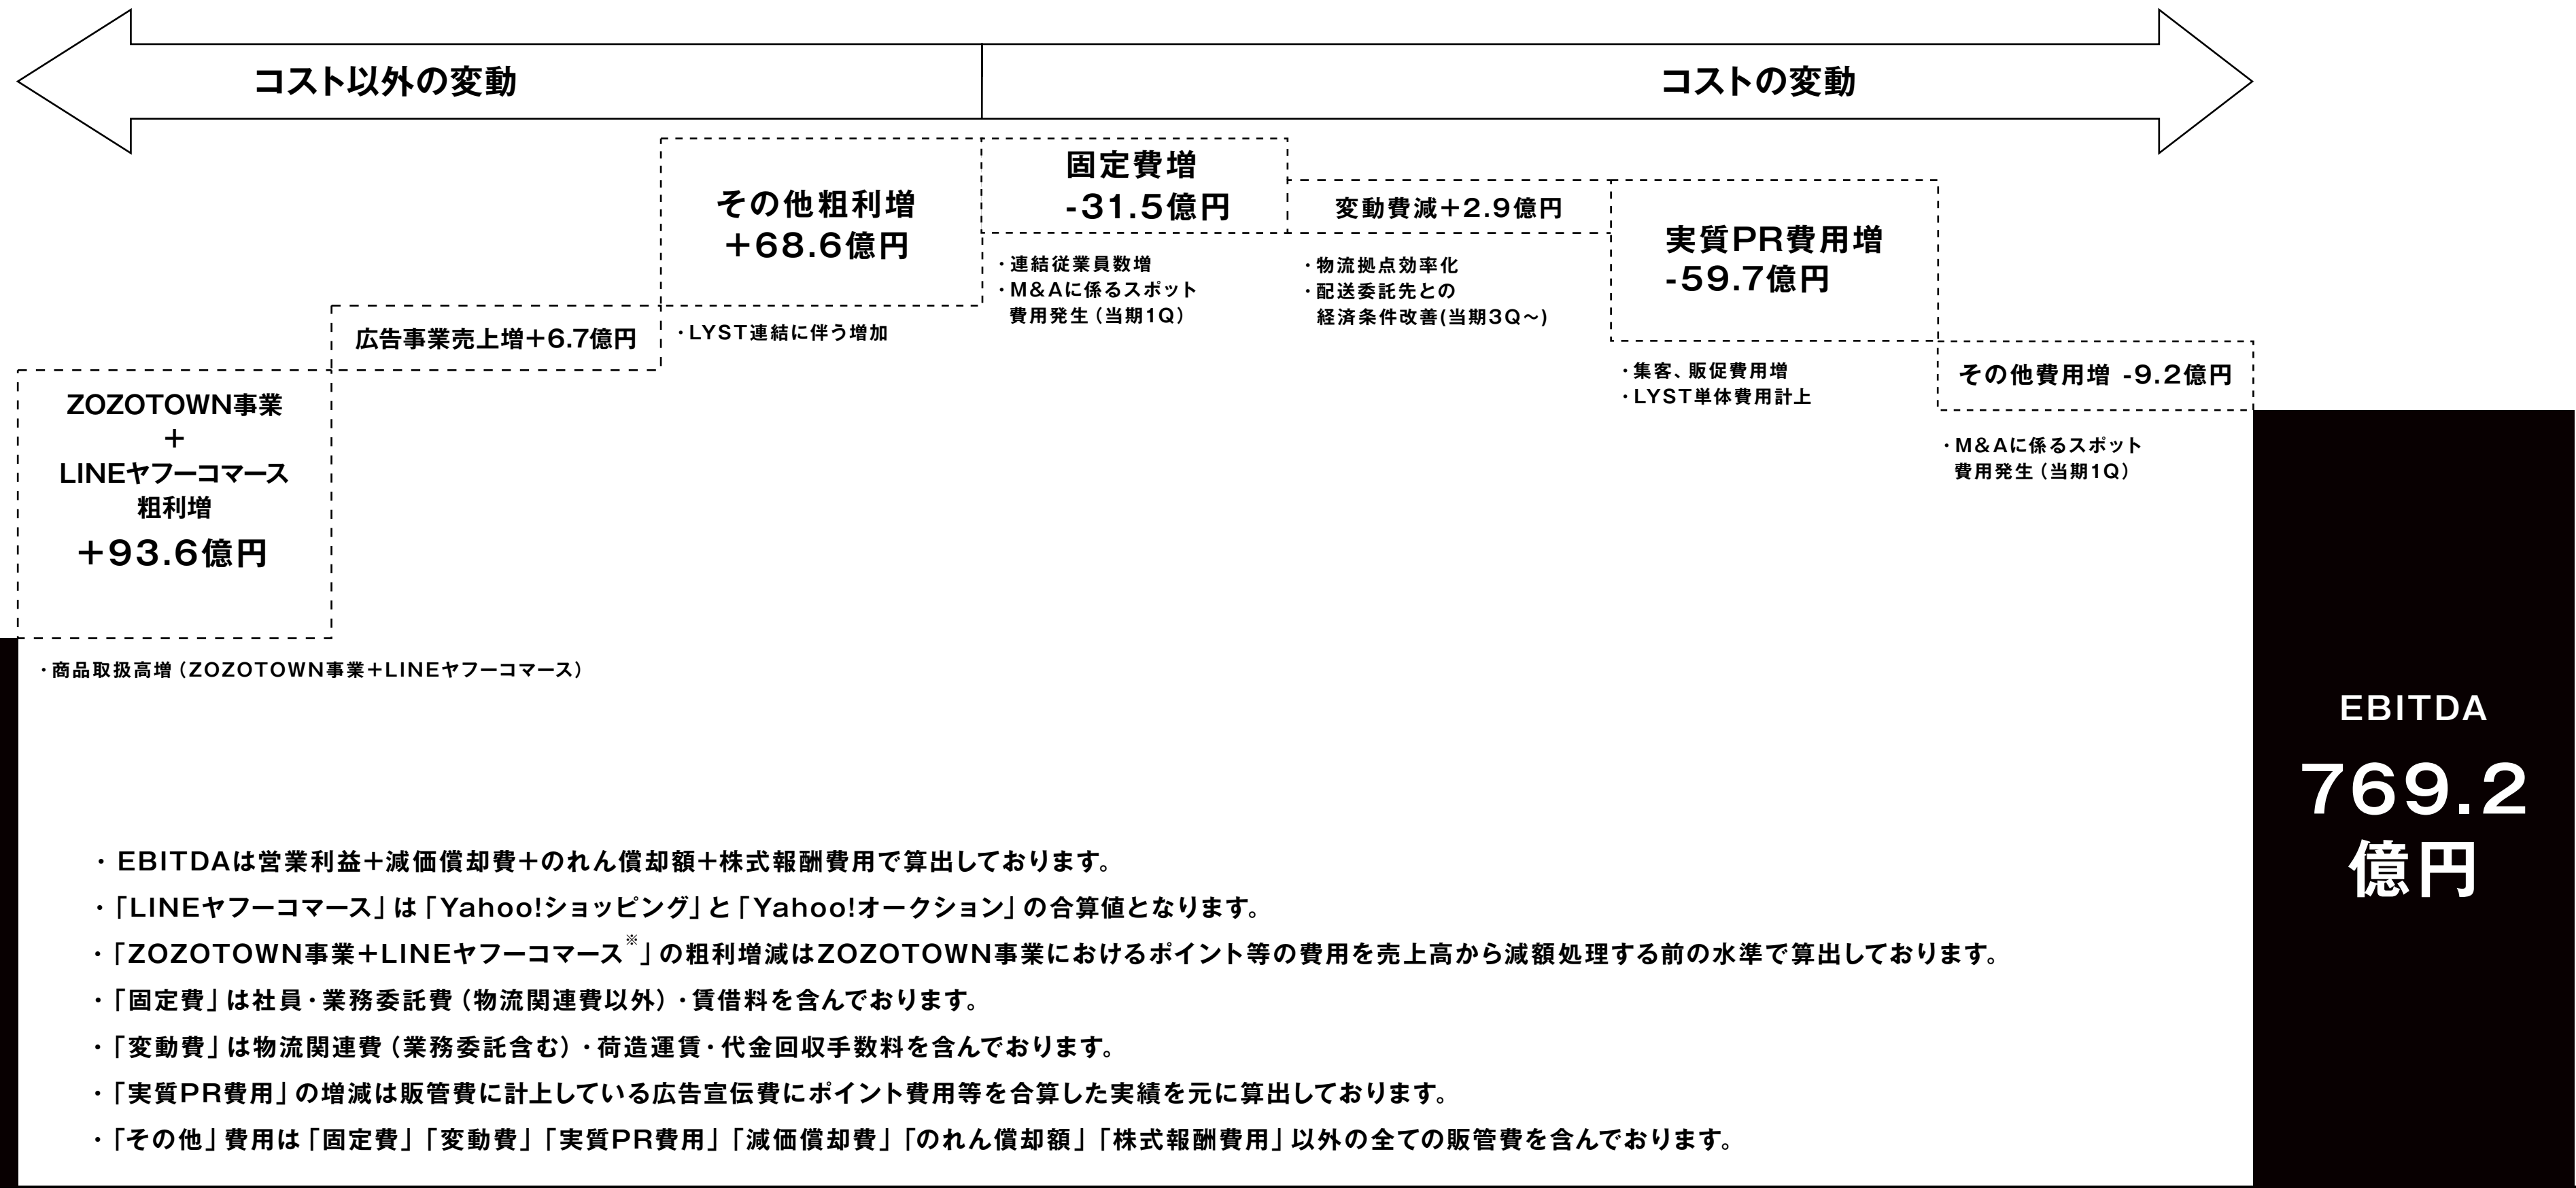 コスト以外の変動
コストの変動
ZOZOTOWN事業
+
LINEヤフーコマース
粗利増
+93.6億円
・商品取扱高増（ZOZOTOWN事業+LINEヤフーコマース）
広告事業売上増+6.7億円
その他粗利増
+68.6億円
・LYST連結に伴う増加
固定費増
-31.5億円
・連結従業員数増
・M&Aに係るスポット
費用発生（当期1Q）
変動費減+2.9億円
・物流拠点効率化
・配送委託先との
経済条件改善(当期3Q～)
実質PR費用増
-59.7億円
・集客、販促費用増
・LYST単体費用計上
その他費用増 -9.2億円
・M&Aに係るスポット
費用発生（当期1Q）
EBITDA
769.2
億円
・EBITDAは営業利益+減価償却費+のれん償却額+株式報酬費用で算出しております。
・「LINEヤフーコマース」は「Yahoo!ショッピング」と「Yahoo!オークション」の合算値となります。
・「ZOZOTOWN事業+LINEヤフーコマース※」の粗利増減はZOZOTOWN事業におけるポイント等の費用を売上高から減額処理する前の水準で算出しております。
・「固定費」は社員・業務委託費（物流関連費以外）・賃借料を含んでおります。
・「変動費」は物流関連費（業務委託含む）・荷造運賃・代金回収手数料を含んでおります。
・「実質PR費用」の増減は販管費に計上している広告宣伝費にポイント費用等を合算した実績を元に算出しております。
・「その他」費用は「固定費」「変動費」「実質PR費用」「減価償却費」「のれん償却額」「株式報酬費用」以外の全ての販管費を含んでおります。